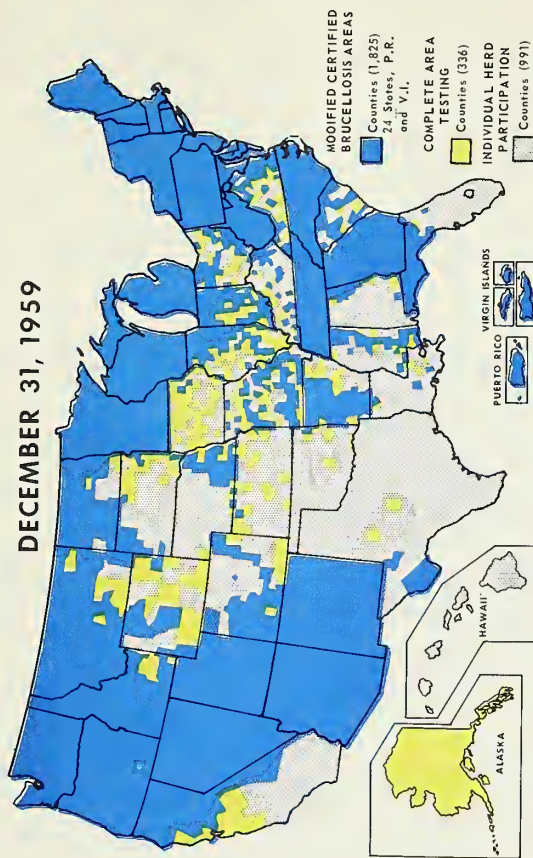 DECEMBER 31, 1959
MODIFIED CERTIFIED
BRUCELLOSIS AREAS
Counties (1,825)
24 States, P.R.
and V.I.
COMPLETE AREA
TESTING
Counties (336)
INDIVIDUAL HERD
PARTICIPATION
Counties (991)
PUERTO RICO
VIRGIN ISLANDS
HAWAII
ALASKA